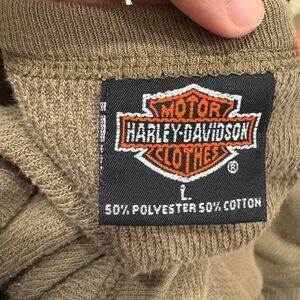 MOTOR
HARLEY-DAVIDSON
CLOTHES
®
L.
50% POLYESTER 50% COTTON